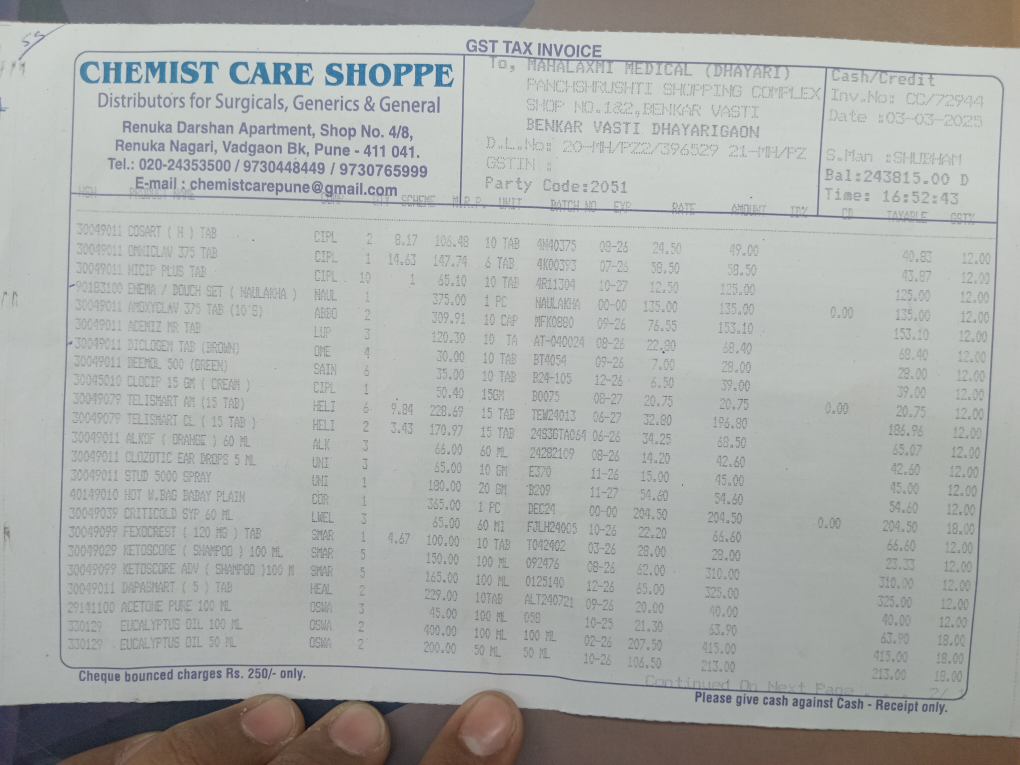 GST TAX INVOICE
CHEMIST CARE SHOPPE
Distributors for Surgicals, Generics & General
Renuka Darshan Apartment, Shop No. 4/8,
Renuka Nagari, Vadgaon Bk, Pune - 411 041.
Tel.: 020-24353500 / 9730448449 / 9730765999
E-mail : chemistcarepune@gmail.com
To, MAHALAXMI MEDICAL (DHAYARI)
PANCHSHRUSHTI SHOPPING COMPLEX
SHOP NO.1&2,BENKAR VASTI
BENKAR VASTI DHAYARIGAON
D.L.No: 20-MH/PZ2/396529 21-MH/PZ
GSTIN :
Party Code:2051
Cash/Credit
Inv.No: CC/72944
Date :03-03-2025
S.Man :SHUBHAM
Bal:243815.00 D
Time: 16:52:43
HSN PRODUCT NAME COMP QTY SCHEME M.R.P. UNIT BATCH NO EXP RATE AMOUNT CD TAXABLE GST%
30049011 COSART ( H ) TAB CIPL 2 8.17 106.48 10 TAB 4N40375 08-26 24.50 49.00 40.83 12.00
30049011 OMNICLAV 375 TAB CIPL 1 14.63 147.74 6 TAB 4K00393 07-26 58.50 58.50 43.87 12.00
30049011 NICIP PLUS TAB CIPL 10 1 65.10 10 TAB 4R11304 10-27 12.50 125.00 125.00 12.00
90183100 ENEMA / DOUCH SET ( NAULAKHA ) NAUL 1 375.00 1 PC NAULAKHA 00-00 135.00 135.00 0.00 135.00 12.00
30049011 AMOXYCLAV 375 TAB (10'S) ABBO 2 309.91 10 CAP MFK0880 09-26 76.55 153.10 153.10 12.00
30049011 ACEMIZ MR TAB LUP 3 120.30 10 TA AT-040024 08-26 22.80 68.40 68.40 12.00
30049011 DICLOGEM TAB (BROWN) OME 4 30.00 10 TAB BT4054 09-26 7.00 28.00 28.00 12.00
30049011 DEEMOL 500 (GREEN) SAIN 6 35.00 10 TAB B24-105 12-26 6.50 39.00 39.00 12.00
30045010 CLOCIP 15 GM ( CREAM ) CIPL 1 50.40 15GM B0075 08-27 20.75 20.75 0.00 20.75 12.00
30049079 TELISMART AM (15 TAB) HELI 6 9.84 228.69 15 TAB TEW24013 06-27 32.80 196.80 186.96 12.00
30049079 TELISMART CL ( 15 TAB ) HELI 2 3.43 170.97 15 TAB 24S3GTA064 06-26 34.25 68.50 65.07 12.00
30049011 ALKOF ( ORANGE ) 60 ML ALK 3 66.00 60 ML 24282109 08-26 14.20 42.60 42.60 12.00
30049011 CLOZOTIC EAR DROPS 5 ML UNI 3 65.00 10 GM E370 11-26 15.00 45.00 45.00 12.00
30049011 STUD 5000 SPRAY UNI 1 180.00 20 GM B209 11-27 54.60 54.60 54.60 12.00
40149010 HOT W.BAG BABAY PLAIN COR 1 365.00 1 PC DEC24 00-00 204.50 204.50 0.00 204.50 18.00
30049039 CRITICOLD SYP 60 ML LWEL 3 65.00 60 Ml FJLH24005 10-26 22.20 66.60 66.60 12.00
30049099 FEXOCREST ( 120 MG ) TAB SMAR 1 4.67 100.00 10 TAB T042402 03-26 28.00 28.00 23.33 12.00
30049029 KETOSCORE ( SHAMPOO ) 100 ML SMAR 5 150.00 100 ML 092476 08-26 62.00 310.00 310.00 12.00
30049099 KETOSCORE ADV ( SHAMPOO )100 M SMAR 5 165.00 100 ML 0125140 12-26 65.00 325.00 325.00 12.00
30049011 DAPASMART ( 5 ) TAB HEAL 2 229.00 10TAB ALT240721 09-26 20.00 40.00 40.00 12.00
29141100 ACETONE PURE 100 ML OSWA 3 45.00 100 ML 058 10-25 21.30 63.90 63.90 18.00
330129 EUCALYPTUS OIL 100 ML OSWA 2 400.00 100 ML 100 ML 02-26 207.50 415.00 415.00 18.00
330129 EUCALYPTUS OIL 50 ML OSWA 2 200.00 50 ML 50 ML 10-26 106.50 213.00 213.00 18.00
Continued On Next Page . . . . 2/
Cheque bounced charges Rs. 250/- only.
Please give cash against Cash - Receipt only.